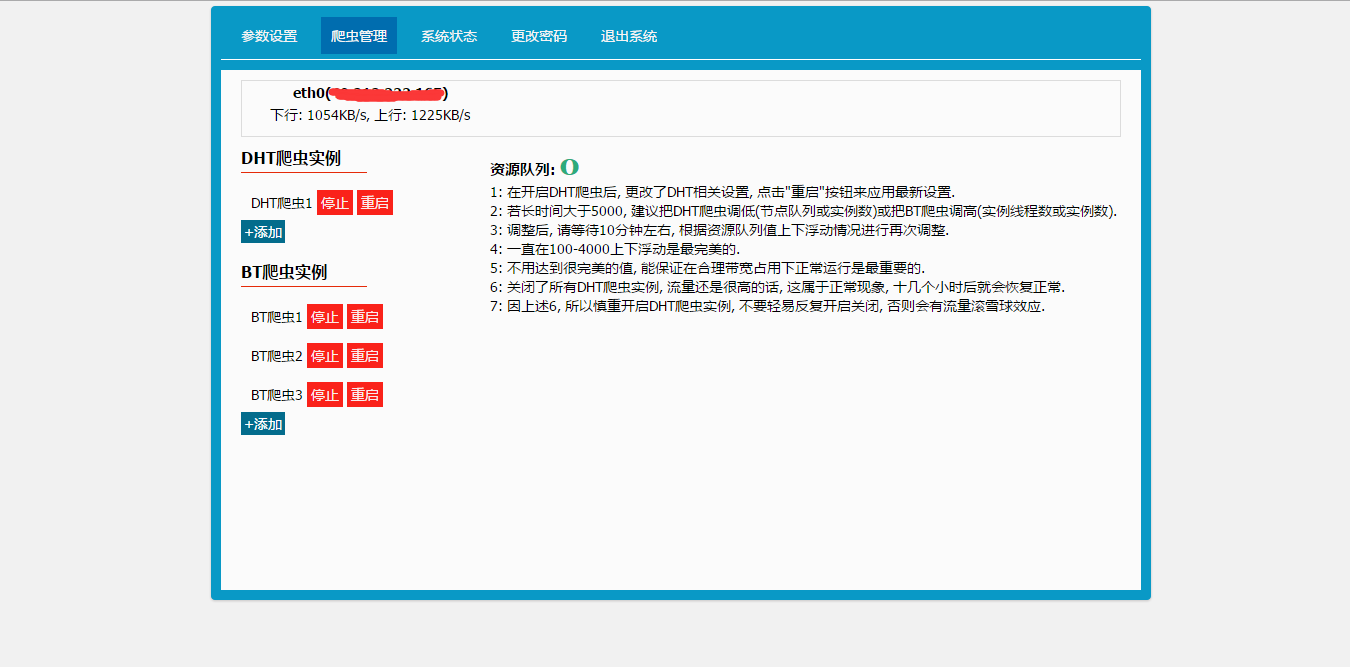 参数设置 爬虫管理 系统状态 更改密码 退出系统
eth0( )
下行: 1054KB/s, 上行: 1225KB/s
DHT爬虫实例
DHT爬虫1 停止 重启
+添加
BT爬虫实例
BT爬虫1 停止 重启
BT爬虫2 停止 重启
BT爬虫3 停止 重启
+添加
资源队列: 0
1: 在开启DHT爬虫后, 更改了DHT相关设置, 点击"重启"按钮来应用最新设置.
2: 若长时间大于5000, 建议把DHT爬虫调低(节点队列或实例数)或把BT爬虫调高(实例线程数或实例数).
3: 调整后, 请等待10分钟左右, 根据资源队列值上下浮动情况进行再次调整.
4: 一直在100-4000上下浮动是最完美的.
5: 不用达到很完美的值, 能保证在合理带宽占用下正常运行是最重要的.
6: 关闭了所有DHT爬虫实例, 流量还是很高的话, 这属于正常现象, 十几个小时后就会恢复正常.
7: 因上述6, 所以慎重开启DHT爬虫实例, 不要轻易反复开启关闭, 否则会有流量滚雪球效应.